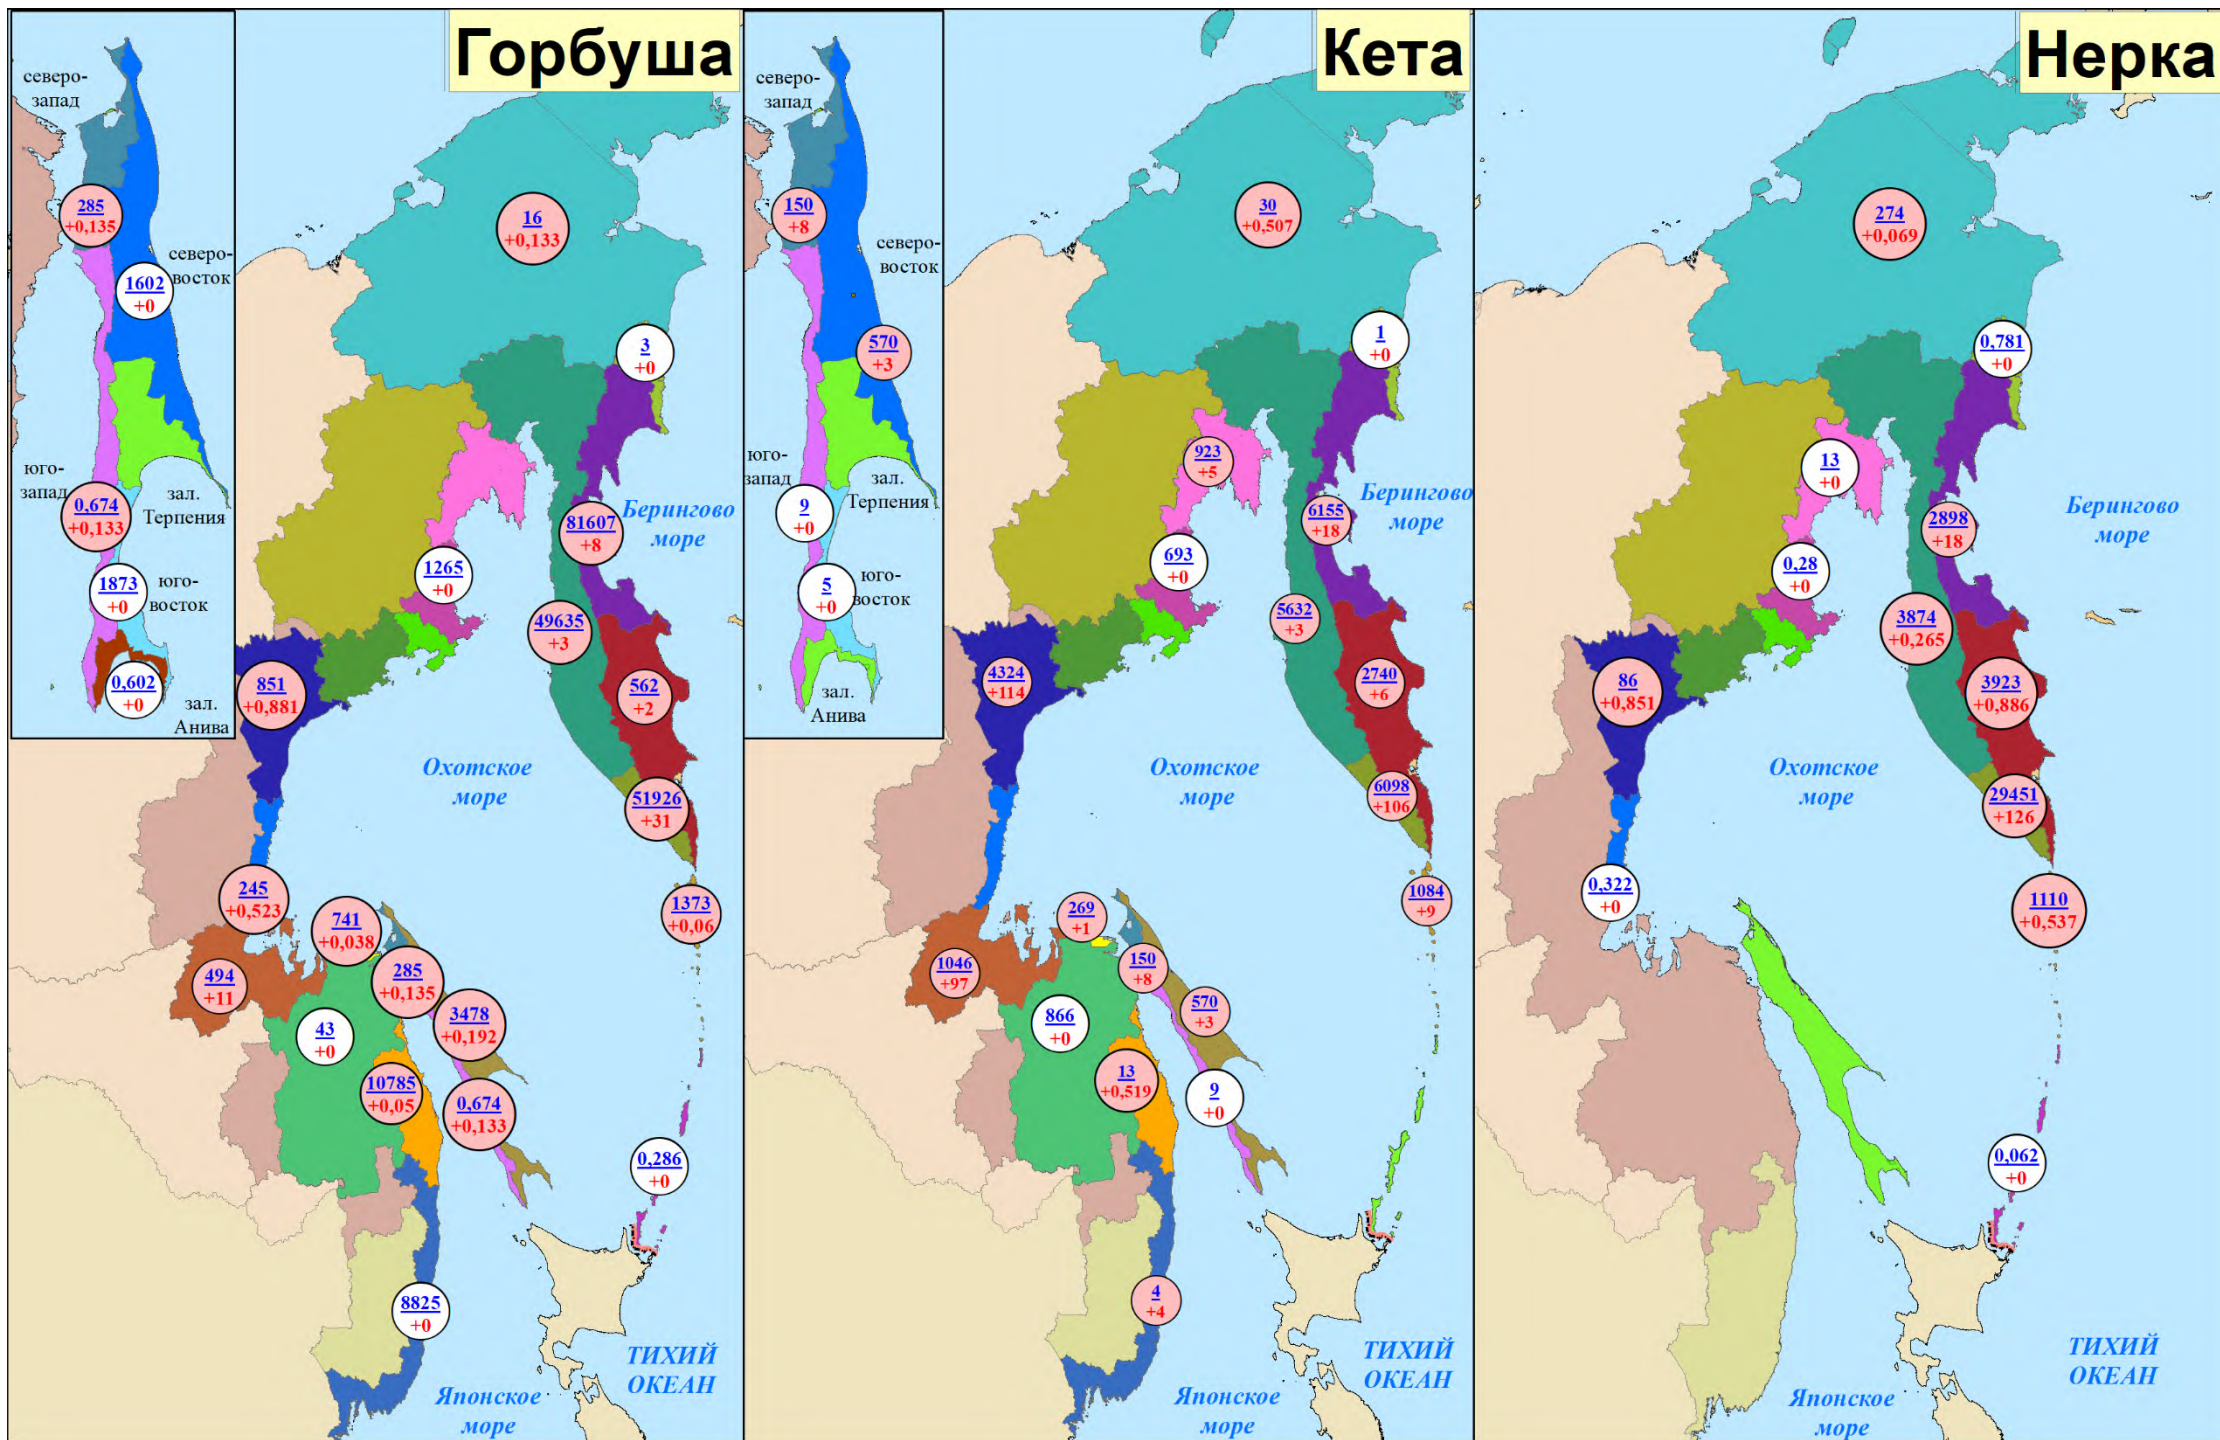 Горбуша
северо-
запад
285
+0,135
северо-
восток
1602
+0
юго-
запад
0,674
+0,133
зал.
Терпения
1873
+0
юго-
восток
0,602
+0
зал.
Анива
16
+0,133
3
+0
Берингово
море
81607
+8
1265
+0
49635
+3
851
+0,881
562
+2
Охотское
море
51926
+31
245
+0,523
741
+0,038
1373
+0,06
494
+11
285
+0,135
43
+0
3478
+0,192
10785
+0,05
0,674
+0,133
0,286
+0
8825
+0
ТИХИЙ
ОКЕАН
Японское
море
Кета
северо-
запад
150
+8
северо-
восток
570
+3
юго-
запад
9
+0
зал.
Терпения
5
+0
юго-
восток
зал.
Анива
30
+0,507
1
+0
923
+5
Берингово
море
6155
+18
693
+0
5632
+3
4324
+114
2740
+6
Охотское
море
6098
+106
1084
+9
269
+1
1046
+97
150
+8
866
+0
570
+3
13
+0,519
9
+0
4
+4
ТИХИЙ
ОКЕАН
Японское
море
Нерка
274
+0,069
0,781
+0
13
+0
Берингово
море
2898
+18
0,28
+0
3874
+0,265
86
+0,851
3923
+0,886
Охотское
море
29451
+126
0,322
+0
1110
+0,537
0,062
+0
ТИХИЙ
ОКЕАН
Японское
море